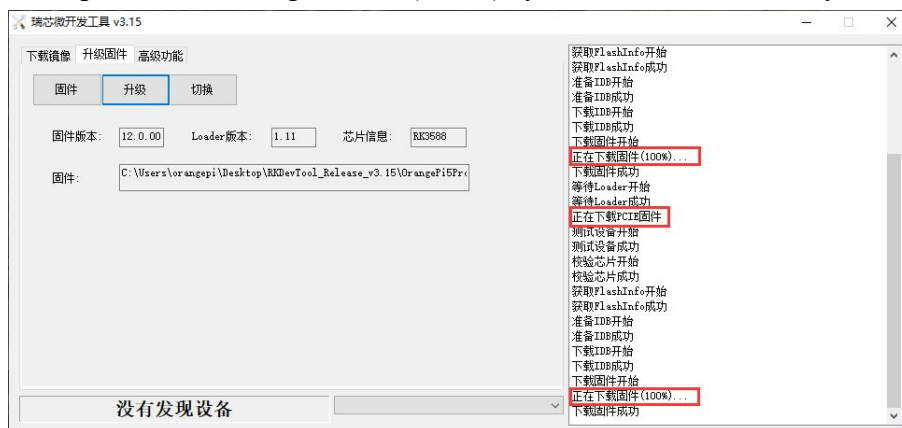 瑞芯微开发工具 v3.15
下载镜像 升级固件 高级功能
固件 升级 切换
固件版本: 12.0.00 Loader版本: 1.11 芯片信息: RK3588
固件: C:\Users\orangepi\Desktop\RKDevTool_Release_v3.15\OrangePi5Pro
没有发现设备
获取FlashInfo开始
获取FlashInfo成功
准备IDB开始
准备IDB成功
下载IDB开始
下载IDB成功
下载固件开始
正在下载固件(100%)...
下载固件成功
等待Loader开始
等待Loader成功
正在下载PCIE固件
测试设备开始
测试设备成功
校验芯片开始
校验芯片成功
获取FlashInfo开始
获取FlashInfo成功
准备IDB开始
准备IDB成功
下载IDB开始
下载IDB成功
下载固件开始
正在下载固件(100%)...
下载固件成功